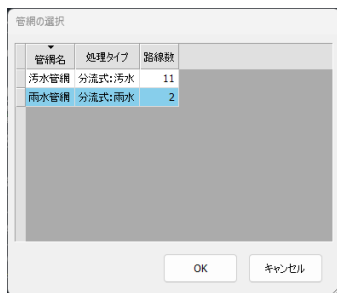 管網の選択
管網名 処理タイプ 路線数
汚水管網 分流式:汚水 11
雨水管網 分流式:雨水 2
OK キャンセル